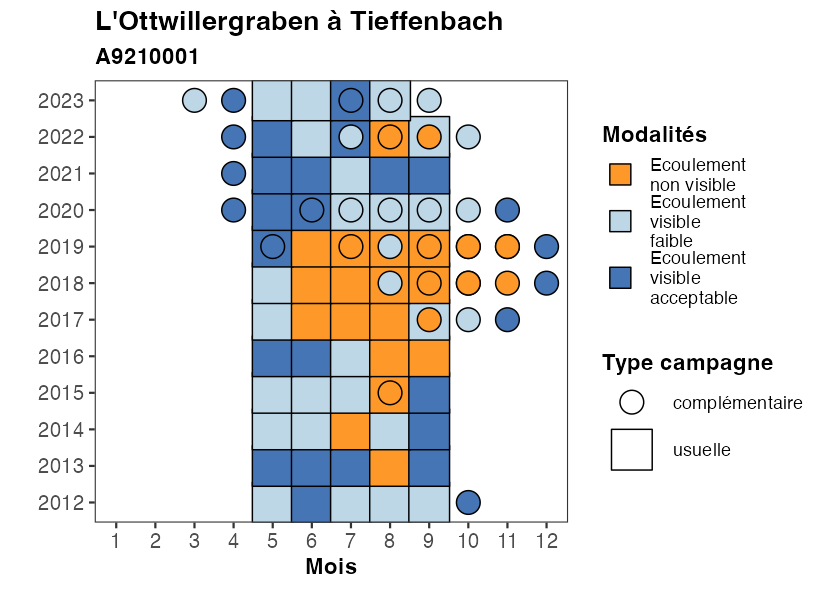 L'Ottwillergraben à Tieffenbach
A9210001
2023
2022
2021
2020
2019
2018
2017
2016
2015
2014
2013
2012
1 2 3 4 5 6 7 8 9 10 11 12
Mois
Modalités
Ecoulement
non visible
Ecoulement
visible
faible
Ecoulement
visible
acceptable
Type campagne
complémentaire
usuelle